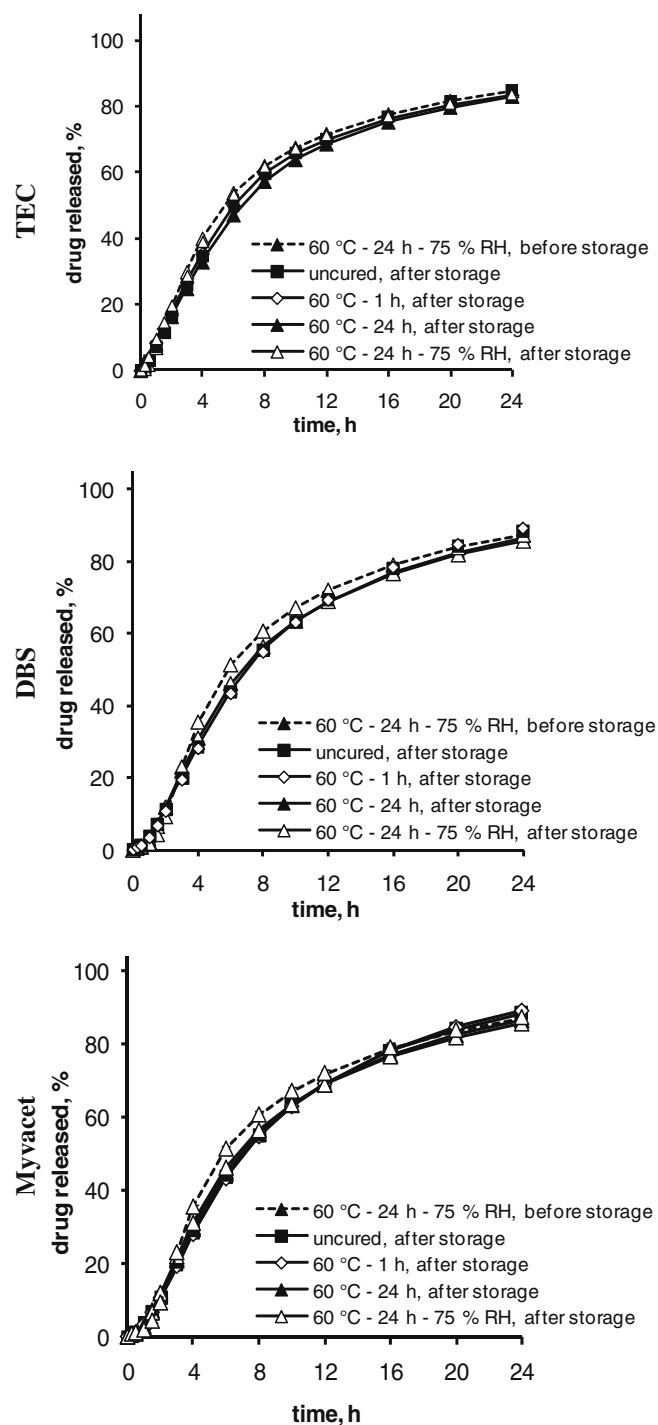 TEC
drug released, %
100
80
60
40
20
0
60 °C - 24 h - 75 % RH, before storage
uncured, after storage
60 °C - 1 h, after storage
60 °C - 24 h, after storage
60 °C - 24 h - 75 % RH, after storage
0 4 8 12 16 20 24
time, h
DBS
drug released, %
100
80
60
40
20
0
60 °C - 24 h - 75 % RH, before storage
uncured, after storage
60 °C - 1 h, after storage
60 °C - 24 h, after storage
60 °C - 24 h - 75 % RH, after storage
0 4 8 12 16 20 24
time, h
Myvacet
drug released, %
100
80
60
40
20
0
60 °C - 24 h - 75 % RH, before storage
uncured, after storage
60 °C - 1 h, after storage
60 °C - 24 h, after storage
60 °C - 24 h - 75 % RH, after storage
0 4 8 12 16 20 24
time, h